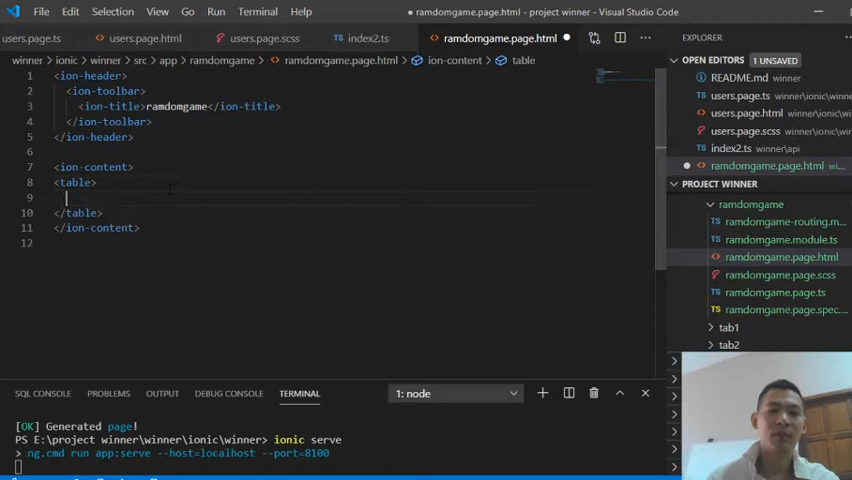 File Edit Selection View Go Run Terminal Help
● ramdomgame.page.html - project winner - Visual Studio Code
users.page.ts users.page.html users.page.scss index2.ts ramdomgame.page.html
winner > ionic > winner > src > app > ramdomgame > ramdomgame.page.html > ion-content > table
1 <ion-header>
2 <ion-toolbar>
3 <ion-title>ramdomgame</ion-title>
4 </ion-toolbar>
5 </ion-header>
6
7 <ion-content>
8 <table>
9
10 </table>
11 </ion-content>
12
EXPLORER
OPEN EDITORS 1 UNSAVED
README.md winner
users.page.ts winner\ionic\w...
users.page.html winner\ionic...
users.page.scss winner\ionic...
index2.ts winner\api
ramdomgame.page.html wi...
PROJECT WINNER
ramdomgame
ramdomgame-routing.m...
ramdomgame.module.ts
ramdomgame.page.html
ramdomgame.page.scss
ramdomgame.page.ts
ramdomgame.page.spec....
tab1
tab2
SQL CONSOLE PROBLEMS OUTPUT DEBUG CONSOLE TERMINAL 1: node
[OK] Generated page!
PS E:\project winner\winner\ionic\winner> ionic serve
> ng.cmd run app:serve --host=localhost --port=8100